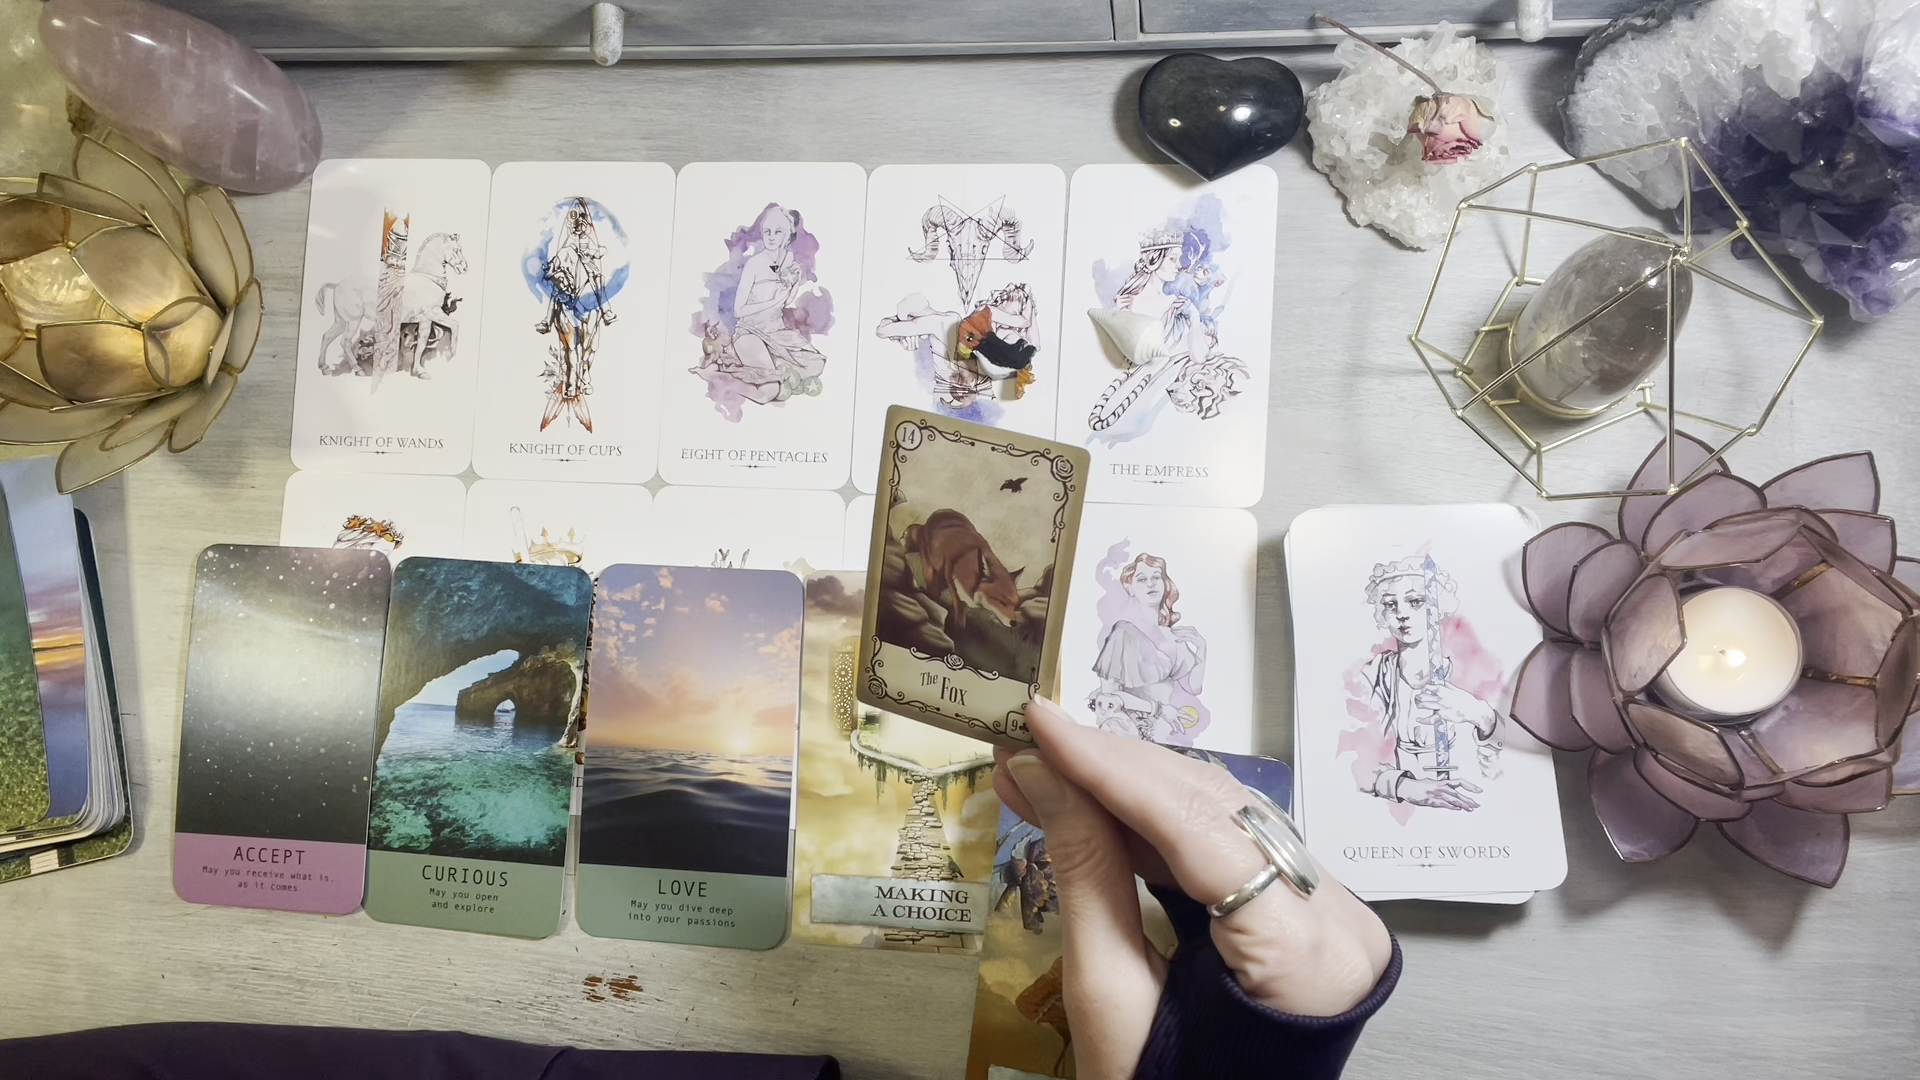 KNIGHT OF WANDS
KNIGHT OF CUPS
EIGHT OF PENTACLES
THE EMPRESS
14
The Fox
9
ACCEPT
May you receive what is,
as it comes
CURIOUS
May you open
and explore
LOVE
May you dive deep
into your passions
MAKING
A CHOICE
QUEEN OF SWORDS